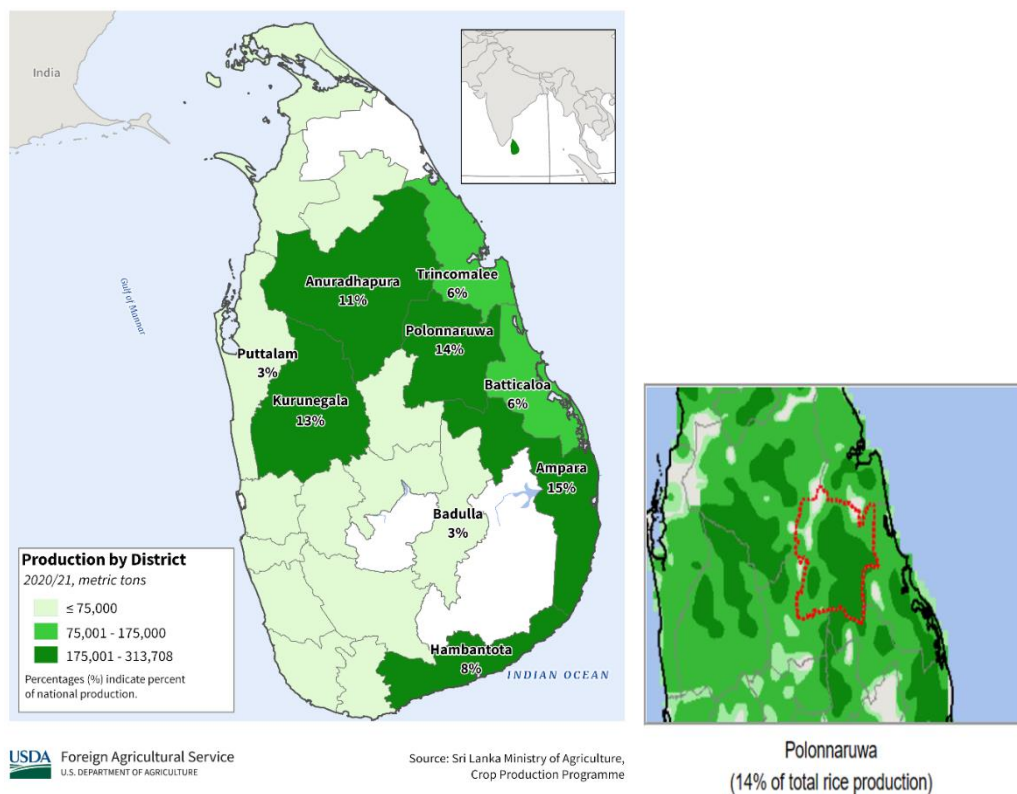 India
Gulf of Mannar
Anuradhapura
11%
Trincomalee
6%
Polonnaruwa
14%
Puttalam
3%
Kurunegala
13%
Batticaloa
6%
Ampara
15%
Badulla
3%
Hambantota
8%
INDIAN OCEAN
Production by District
2020/21, metric tons
≤ 75,000
75,001 - 175,000
175,001 - 313,708
Percentages (%) indicate percent
of national production.
USDA Foreign Agricultural Service
U.S. DEPARTMENT OF AGRICULTURE
Source: Sri Lanka Ministry of Agriculture,
Crop Production Programme
Polonnaruwa
(14% of total rice production)